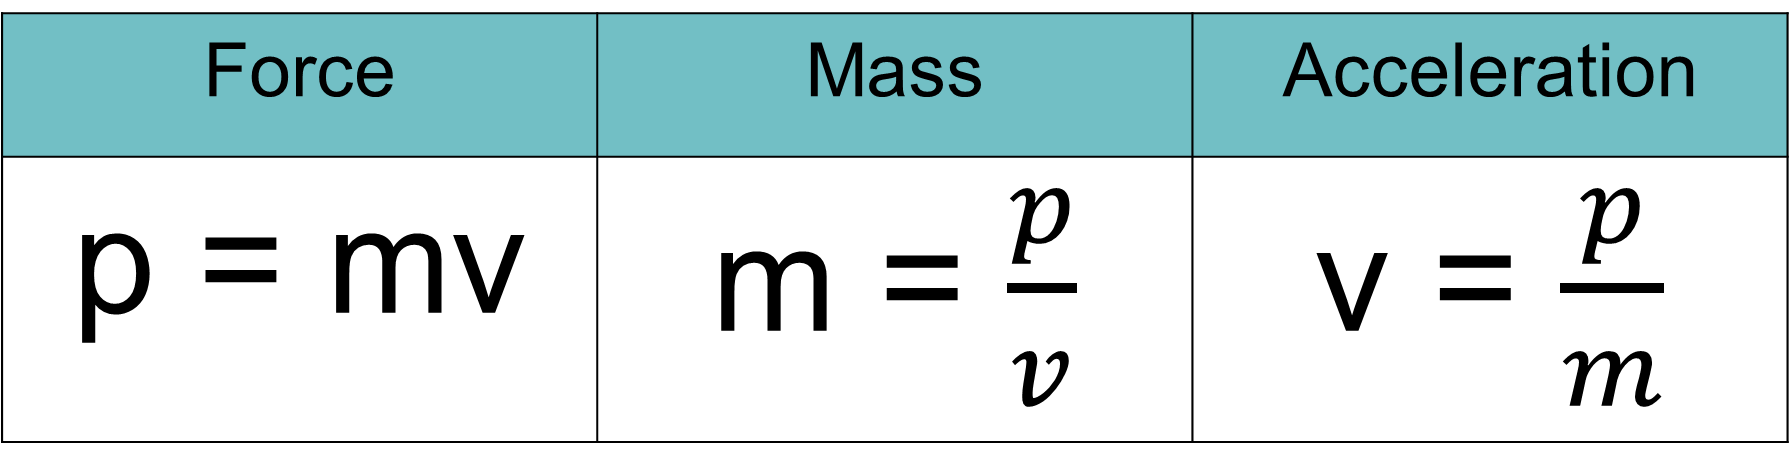 Force Mass Acceleration
p = mv m = p/v v = p/m